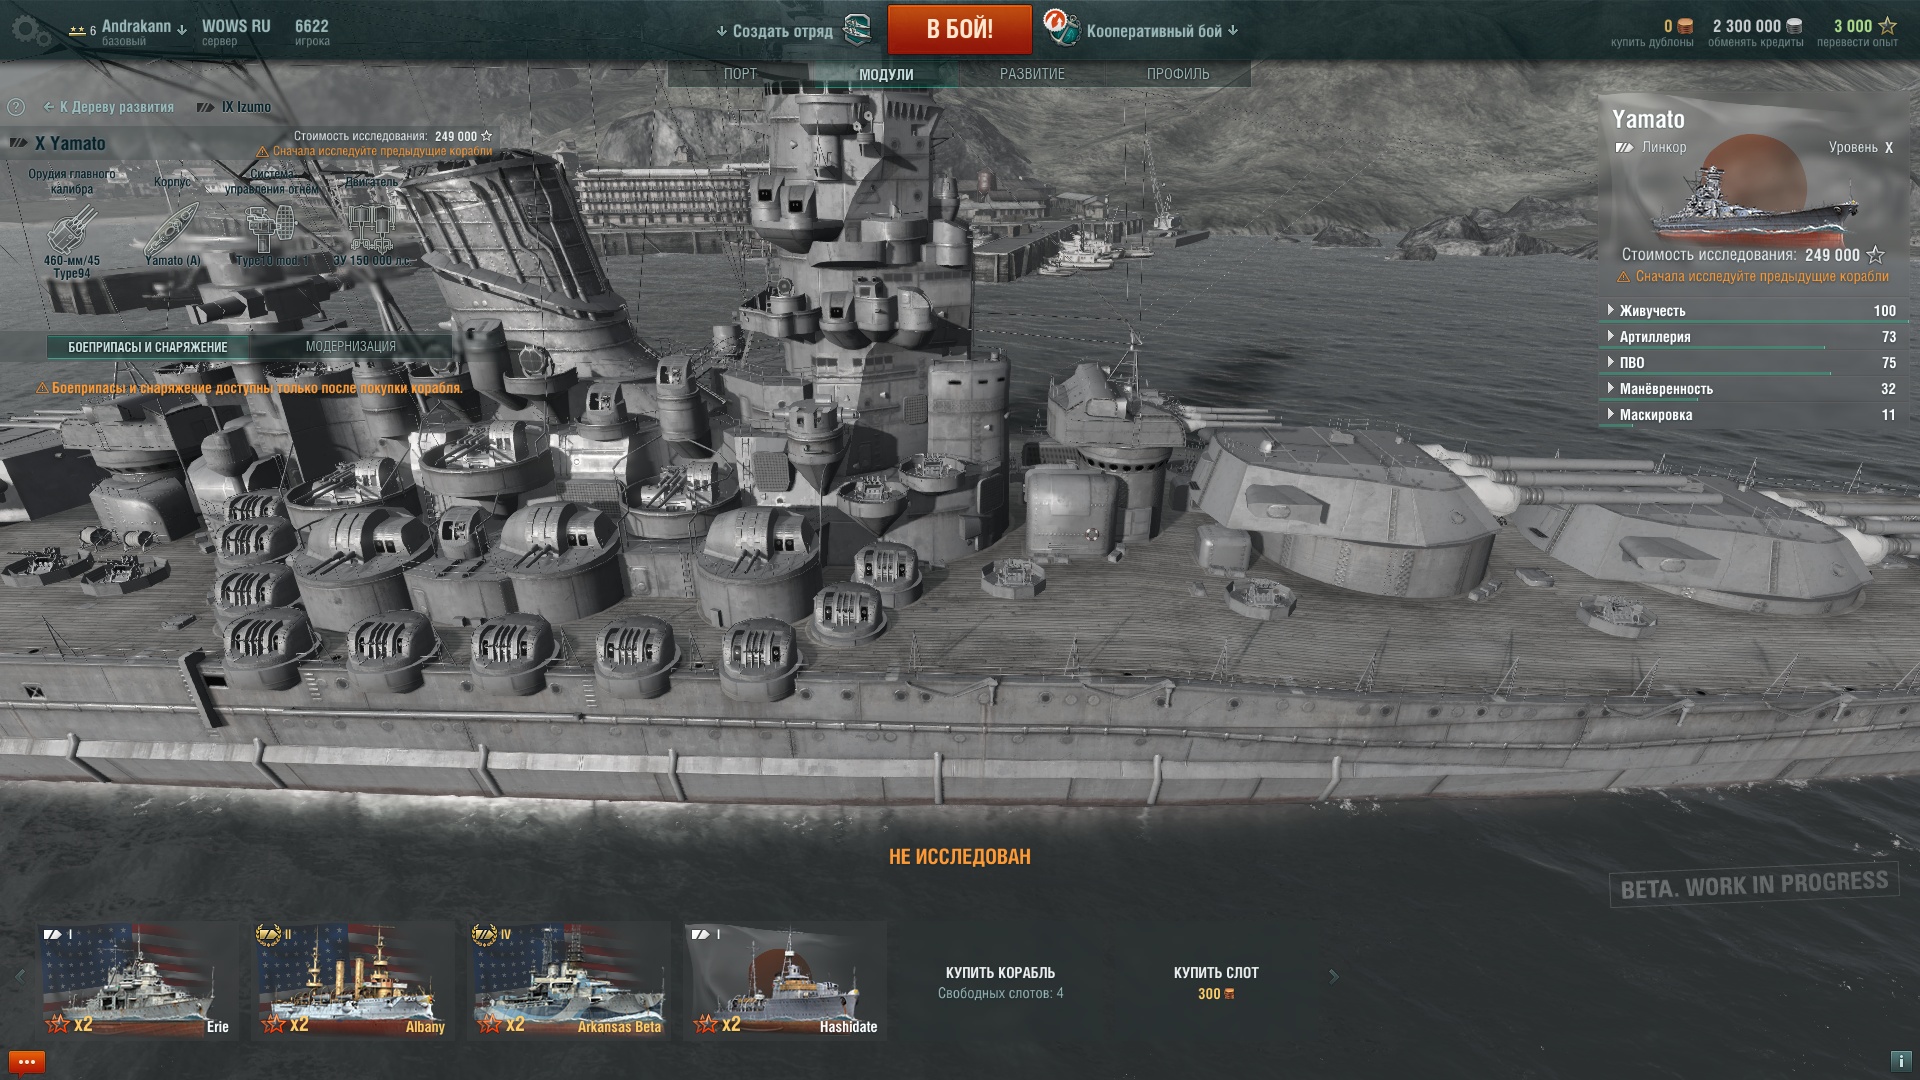 6 Andrakann
базовый
WOWS RU
сервер
6622
игрока
Создать отряд
В БОЙ!
Кооперативный бой
0
купить дублоны
2 300 000
обменять кредиты
3 000
перевести опыт
ПОРТ
МОДУЛИ
РАЗВИТИЕ
ПРОФИЛЬ
? ← К Дереву развития
IX Izumo
X Yamato
Стоимость исследования: 249 000
Сначала исследуйте предыдущие корабли
Орудия главного
калибра
Корпус
Система
управления огнём
Двигатель
460-мм/45
Type94
Yamato (A)
Type10 mod. 1
ЭУ 150 000 л.с.
БОЕПРИПАСЫ И СНАРЯЖЕНИЕ
МОДЕРНИЗАЦИЯ
Боеприпасы и снаряжение доступны только после покупки корабля.
Yamato
Линкор
Уровень X
Стоимость исследования: 249 000
Сначала исследуйте предыдущие корабли
Живучесть 100
Артиллерия 73
ПВО 75
Манёвренность 32
Маскировка 11
НЕ ИССЛЕДОВАН
BETA. WORK IN PROGRESS
I
x2
Erie
II
x2
Albany
IV
x2
Arkansas Beta
I
x2
Hashidate
КУПИТЬ КОРАБЛЬ
Свободных слотов: 4
КУПИТЬ СЛОТ
300
i